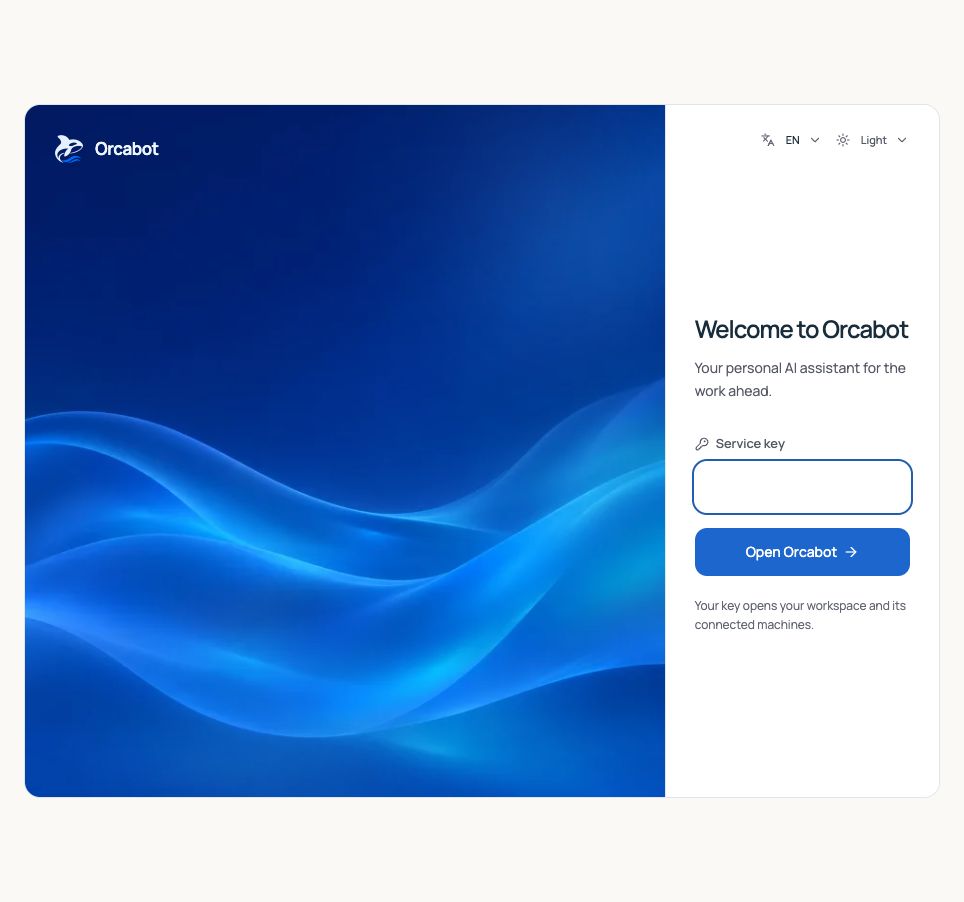 Orcabot
EN
Light
Welcome to Orcabot
Your personal AI assistant for the
work ahead.
Service key
Open Orcabot
Your key opens your workspace and its
connected machines.